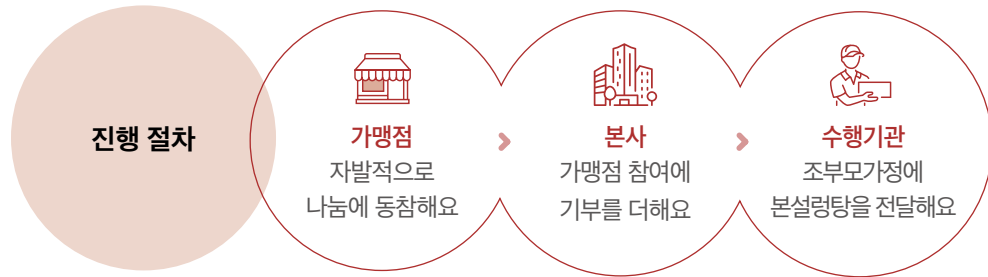 진행 절차
가맹점
자발적으로
나눔에 동참해요
본사
가맹점 참여에
기부를 더해요
수행기관
조부모가정에
본설렁탕을 전달해요